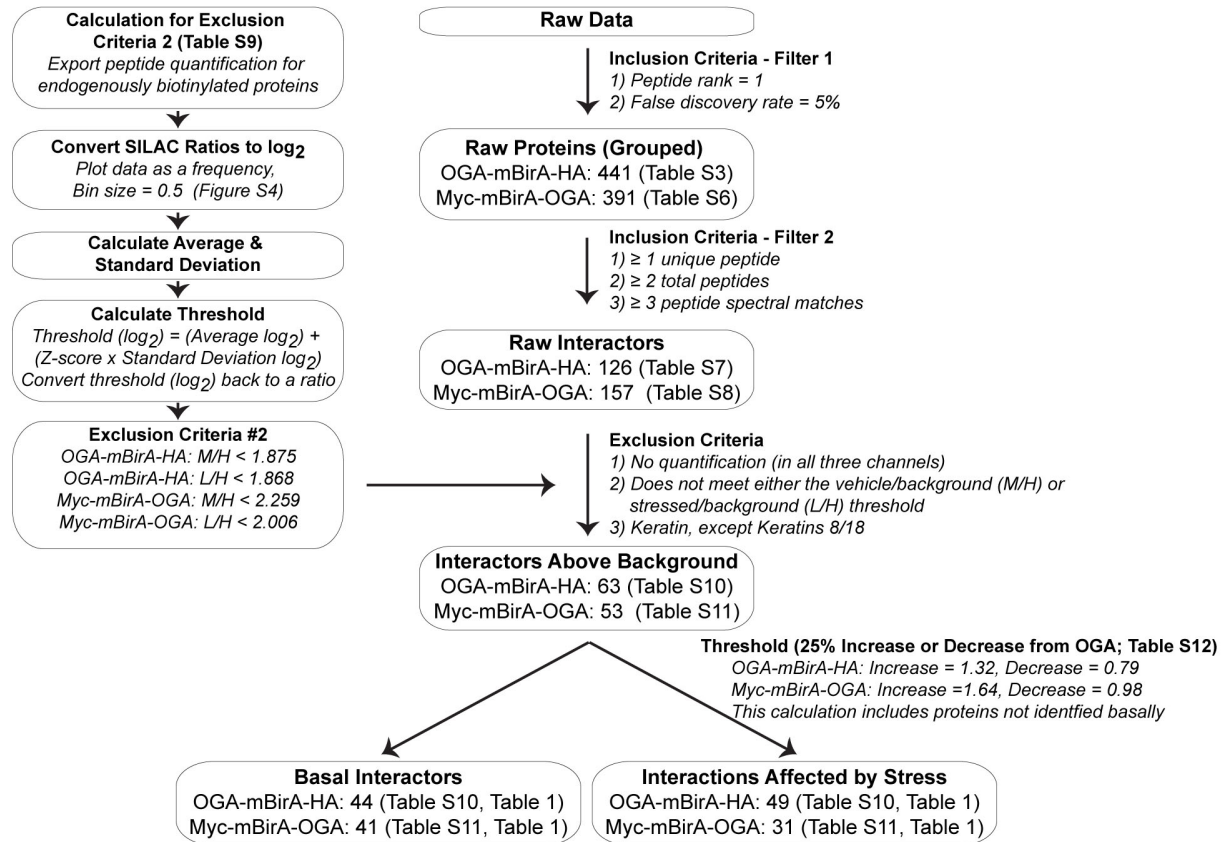 Calculation for Exclusion
Criteria 2 (Table S9)
Export peptide quantification for
endogenously biotinylated proteins
Convert SILAC Ratios to log2
Plot data as a frequency,
Bin size = 0.5 (Figure S4)
Calculate Average &
Standard Deviation
Calculate Threshold
Threshold (log2) = (Average log2) +
(Z-score x Standard Deviation log2)
Convert threshold (log2) back to a ratio
Exclusion Criteria #2
OGA-mBirA-HA: M/H < 1.875
OGA-mBirA-HA: L/H < 1.868
Myc-mBirA-OGA: M/H < 2.259
Myc-mBirA-OGA: L/H < 2.006
Raw Data
Inclusion Criteria - Filter 1
1) Peptide rank = 1
2) False discovery rate = 5%
Raw Proteins (Grouped)
OGA-mBirA-HA: 441 (Table S3)
Myc-mBirA-OGA: 391 (Table S6)
Inclusion Criteria - Filter 2
1) ≥ 1 unique peptide
2) ≥ 2 total peptides
3) ≥ 3 peptide spectral matches
Raw Interactors
OGA-mBirA-HA: 126 (Table S7)
Myc-mBirA-OGA: 157 (Table S8)
Exclusion Criteria
1) No quantification (in all three channels)
2) Does not meet either the vehicle/background (M/H) or
stressed/background (L/H) threshold
3) Keratin, except Keratins 8/18
Interactors Above Background
OGA-mBirA-HA: 63 (Table S10)
Myc-mBirA-OGA: 53 (Table S11)
Threshold (25% Increase or Decrease from OGA; Table S12)
OGA-mBirA-HA: Increase = 1.32, Decrease = 0.79
Myc-mBirA-OGA: Increase =1.64, Decrease = 0.98
This calculation includes proteins not identfied basally
Basal Interactors
OGA-mBirA-HA: 44 (Table S10, Table 1)
Myc-mBirA-OGA: 41 (Table S11, Table 1)
Interactions Affected by Stress
OGA-mBirA-HA: 49 (Table S10, Table 1)
Myc-mBirA-OGA: 31 (Table S11, Table 1)